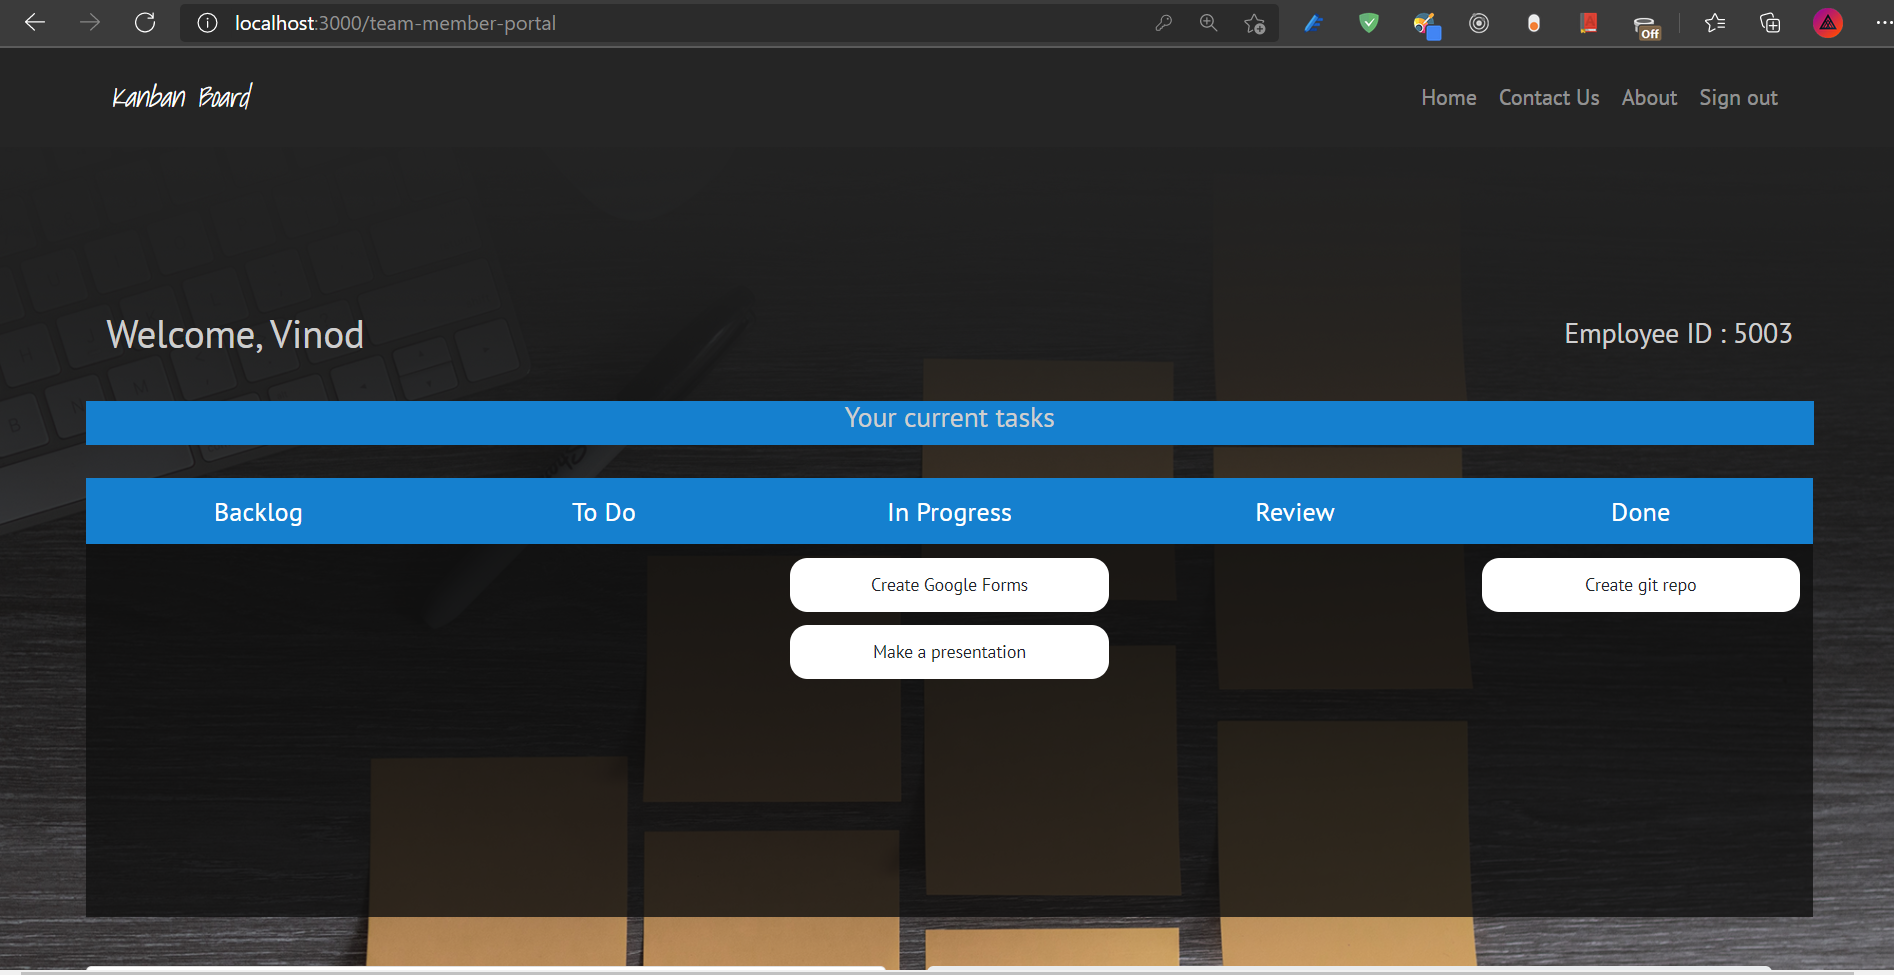 localhost:3000/team-member-portal
Off
Kanban Board
Home Contact Us About Sign out
Welcome, Vinod
Employee ID : 5003
Your current tasks
Backlog To Do In Progress Review Done
Create Google Forms
Create git repo
Make a presentation